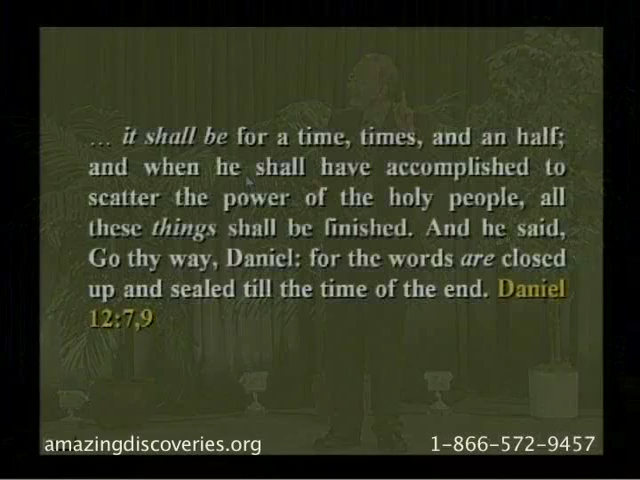 ... it shall be for a time, times, and an half;
and when he shall have accomplished to
scatter the power of the holy people, all
these things shall be finished. And he said,
Go thy way, Daniel: for the words are closed
up and sealed till the time of the end. Daniel
12:7,9
amazingdiscoveries.org
1-866-572-9457